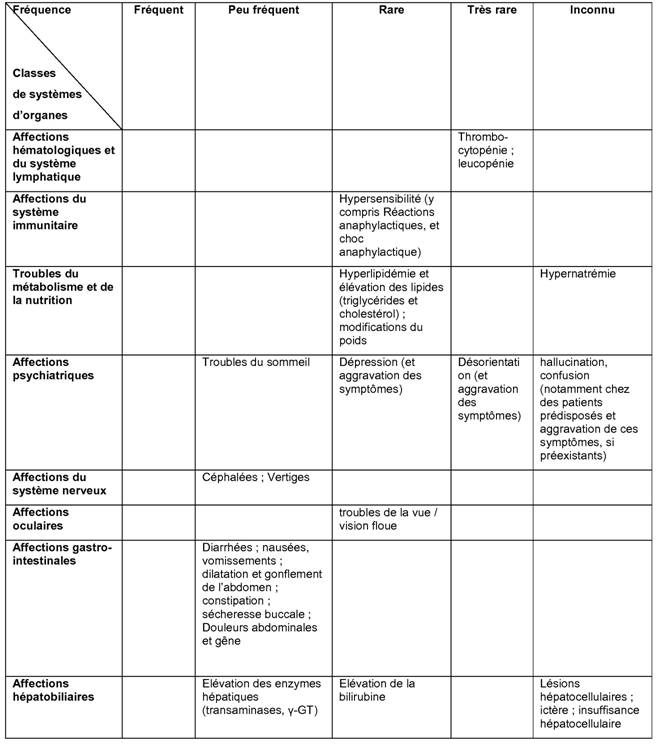 Fréquence
Fréquent
Peu fréquent
Rare
Très rare
Inconnu
Classes
de systèmes
d'organes
Affections
hématologiques et
du système
lymphatique
Thrombo-
cytopénie ;
leucopénie
Affections du
système
immunitaire
Hypersensibilité (y
compris Réactions
anaphylactiques, et
choc
anaphylactique)
Troubles du
métabolisme et de
la nutrition
Hyperlipidémie et
élévation des lipides
(triglycérides et
cholestérol) ;
modifications du
poids
Hypernatrémie
Affections
psychiatriques
Troubles du sommeil
Dépression (et
aggravation des
symptômes)
Désorientati
on (et
aggravation
des
symptômes)
hallucination,
confusion
(notamment chez
des patients
prédisposés et
aggravation de ces
symptômes, si
préexistants)
Affections du
système nerveux
Céphalées ; Vertiges
Affections
oculaires
troubles de la vue /
vision floue
Affections gastro-
intestinales
Diarrhées ; nausées,
vomissements ;
dilatation et gonflement
de l'abdomen ;
constipation ;
sécheresse buccale ;
Douleurs abdominales
et gêne
Affections
hépatobiliaires
Elévation des enzymes
hépatiques
(transaminases, γ-GT)
Elévation de la
bilirubine
Lésions
hépatocellulaires ;
ictère ; insuffisance
hépatocellulaire